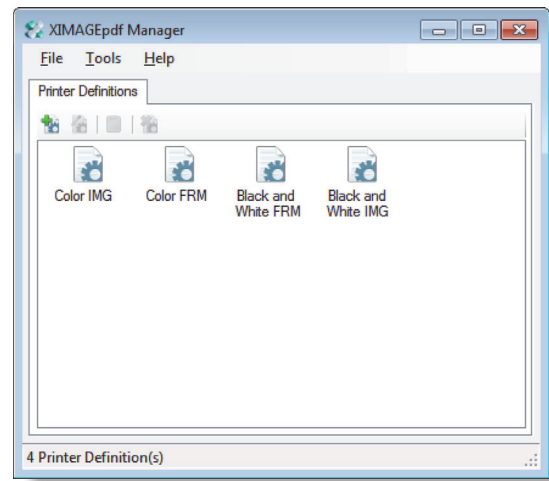 XIMAGEpdf Manager
File Tools Help
Printer Definitions
Color IMG Color FRM Black and White FRM Black and White IMG
4 Printer Definition(s)